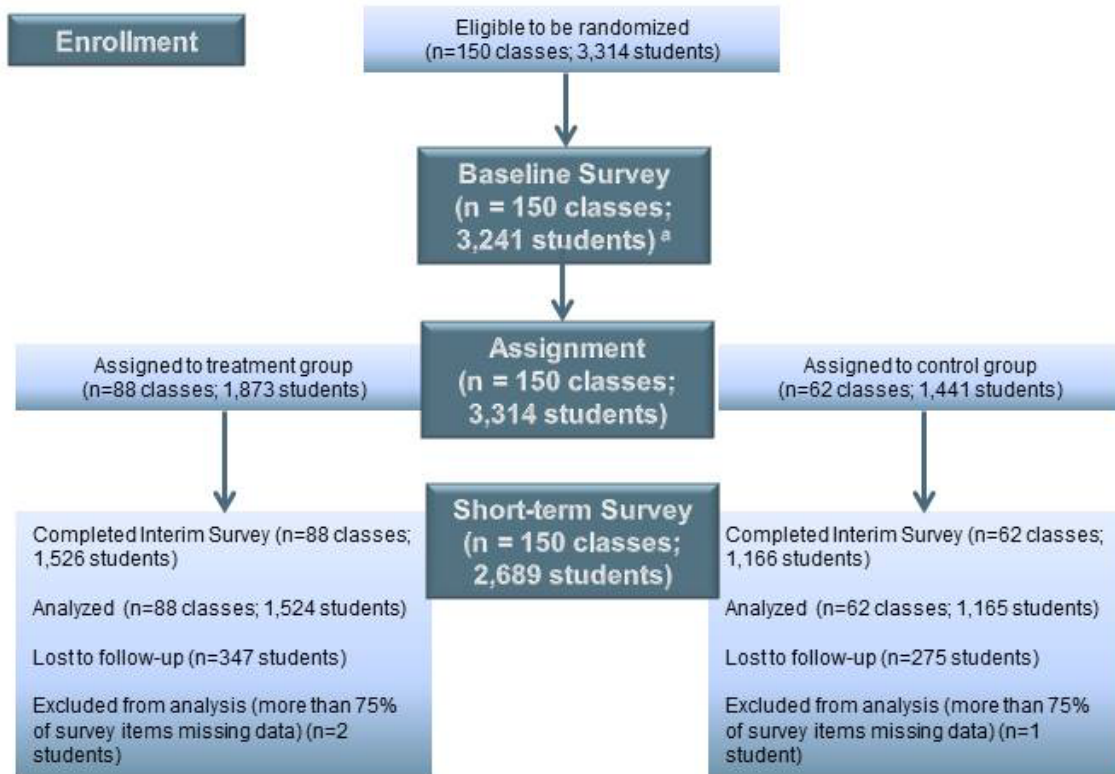 Enrollment
Eligible to be randomized
(n=150 classes; 3,314 students)
Baseline Survey
(n = 150 classes;
3,241 students) a
Assigned to treatment group
(n=88 classes; 1,873 students)
Assignment
(n = 150 classes;
3,314 students)
Assigned to control group
(n=62 classes; 1,441 students)
Completed Interim Survey (n=88 classes;
1,526 students)
Analyzed (n=88 classes; 1,524 students)
Lost to follow-up (n=347 students)
Excluded from analysis (more than 75%
of survey items missing data) (n=2
students)
Short-term Survey
(n = 150 classes;
2,689 students)
Completed Interim Survey (n=62 classes;
1,166 students)
Analyzed (n=62 classes; 1,165 students)
Lost to follow-up (n=275 students)
Excluded from analysis (more than 75%
of survey items missing data) (n=1
student)